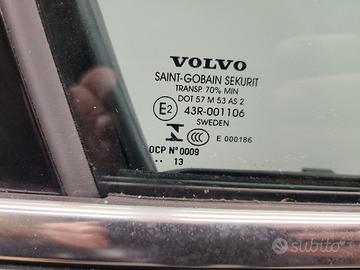 VOLVO
SAINT-GOBAIN SEKURIT
TRANSP 70% MIN
DOT 57 M 53 AS 2
E2 43R-001106
SWEDEN
CCC E 000186
OCP N°0009
.. 13
subito